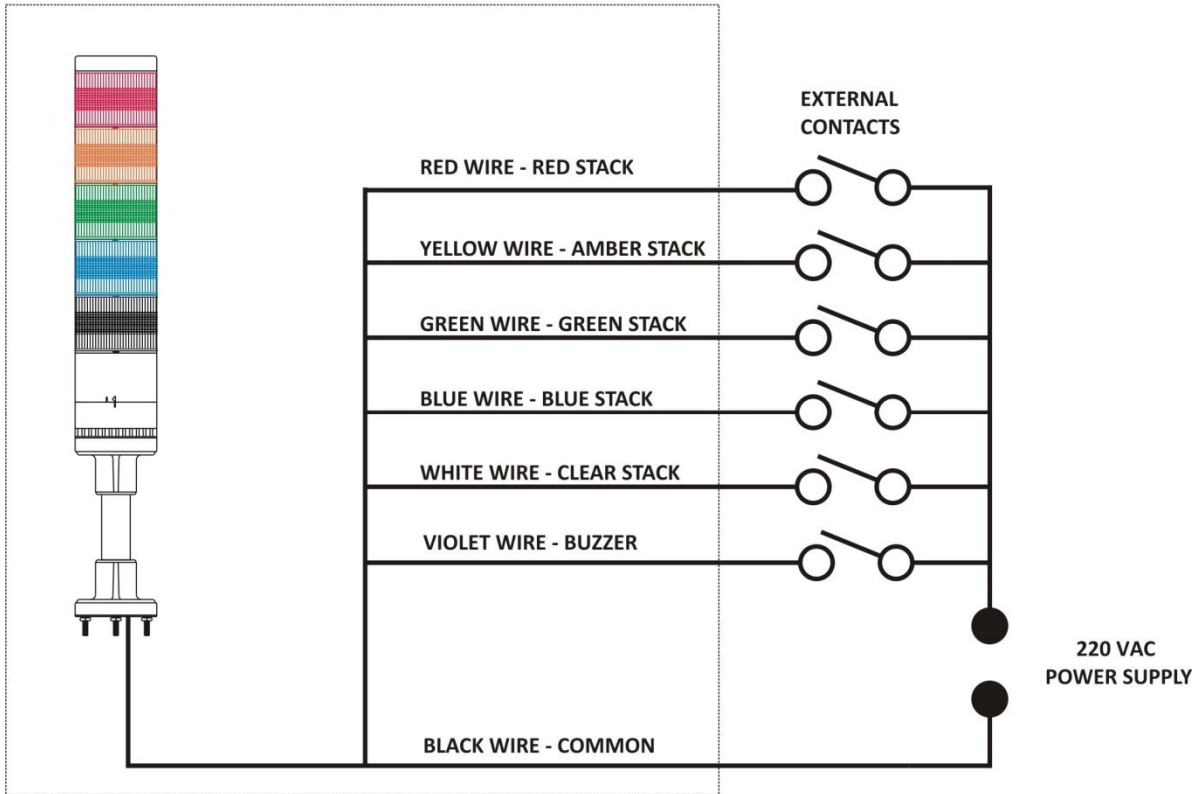 EXTERNAL
CONTACTS
RED WIRE - RED STACK
YELLOW WIRE - AMBER STACK
GREEN WIRE - GREEN STACK
BLUE WIRE - BLUE STACK
WHITE WIRE - CLEAR STACK
VIOLET WIRE - BUZZER
220 VAC
POWER SUPPLY
BLACK WIRE - COMMON